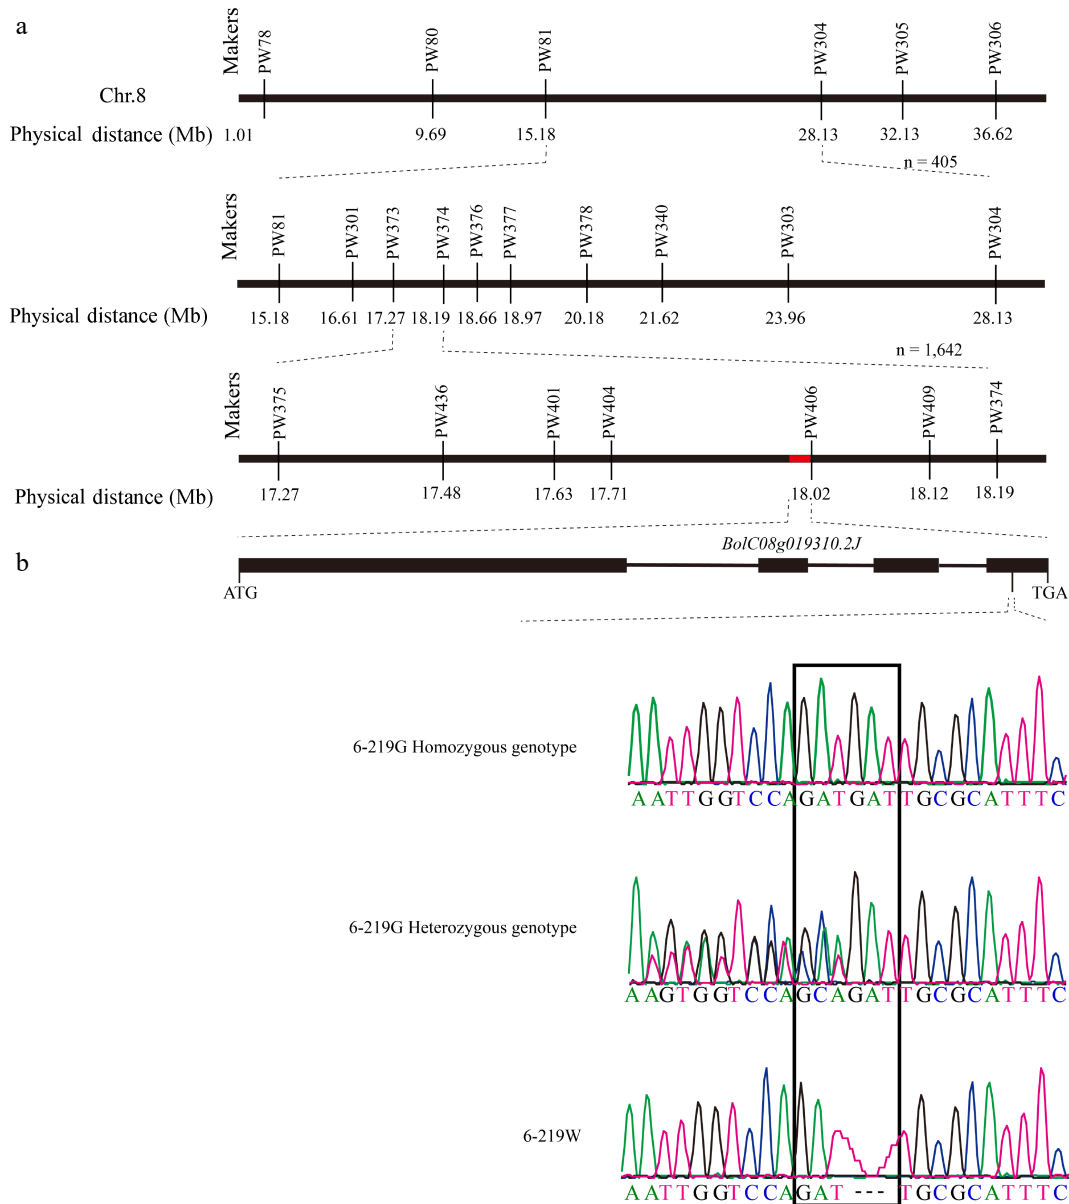 a
Makers PW78 PW80 PW81 PW304 PW305 PW306
Chr.8
Physical distance (Mb) 1.01 9.69 15.18 28.13 32.13 36.62
n = 405
Makers PW81 PW301 PW373 PW374 PW376 PW377 PW378 PW340 PW303 PW304
Physical distance (Mb) 15.18 16.61 17.27 18.19 18.66 18.97 20.18 21.62 23.96 28.13
n = 1,642
Makers PW375 PW436 PW401 PW404 PW406 PW409 PW374
Physical distance (Mb) 17.27 17.48 17.63 17.71 18.02 18.12 18.19
b
BolC08g019310.2J
ATG TGA
6-219G Homozygous genotype
AATTGGTCCAGATGATTGCGCATTTC
6-219G Heterozygous genotype
AAGTGGTCCAGCAGATTGCGCATTTC
6-219W
AATTGGTCCAGAT---TGCGCATTTC